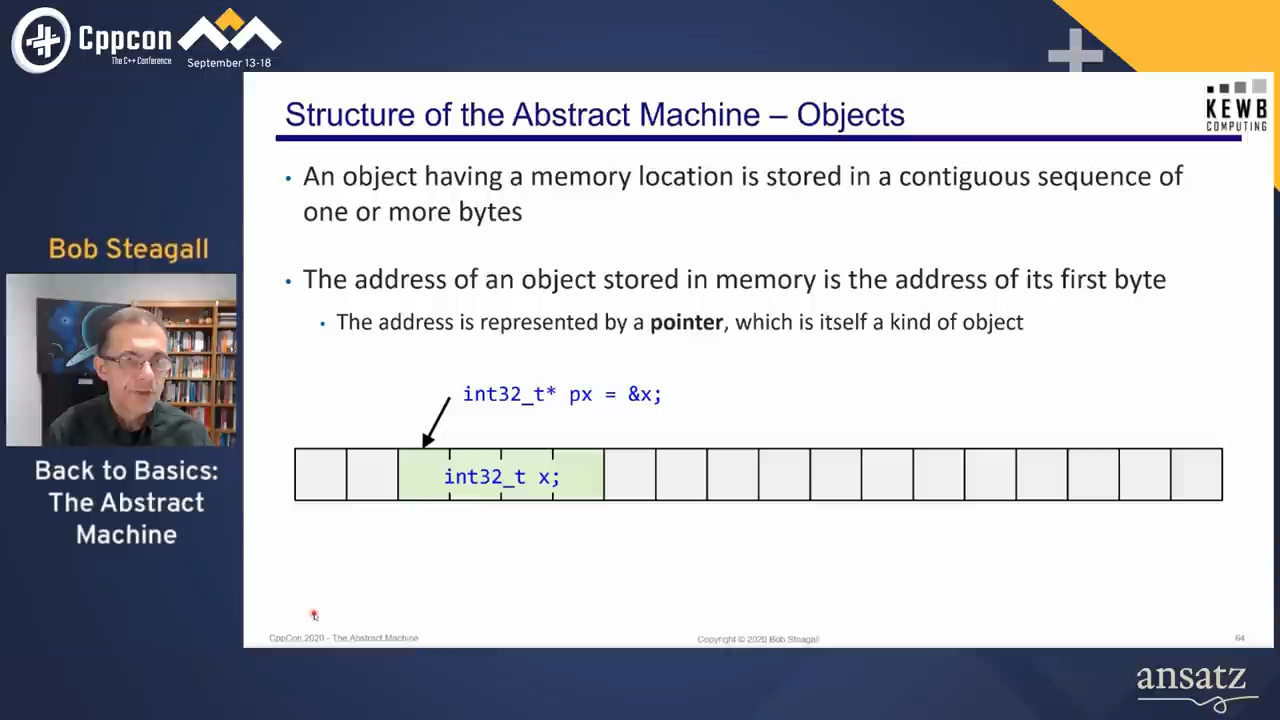 Cppcon
The C++ Conference
September 13-18
Structure of the Abstract Machine – Objects
KEWB
COMPUTING
• An object having a memory location is stored in a contiguous sequence of
one or more bytes
Bob Steagall
• The address of an object stored in memory is the address of its first byte
• The address is represented by a pointer, which is itself a kind of object
int32_t* px = &x;
int32_t x;
Back to Basics:
The Abstract
Machine
CppCon 2020 - The Abstract Machine
Copyright © 2020 Bob Steagall
64
ansatz